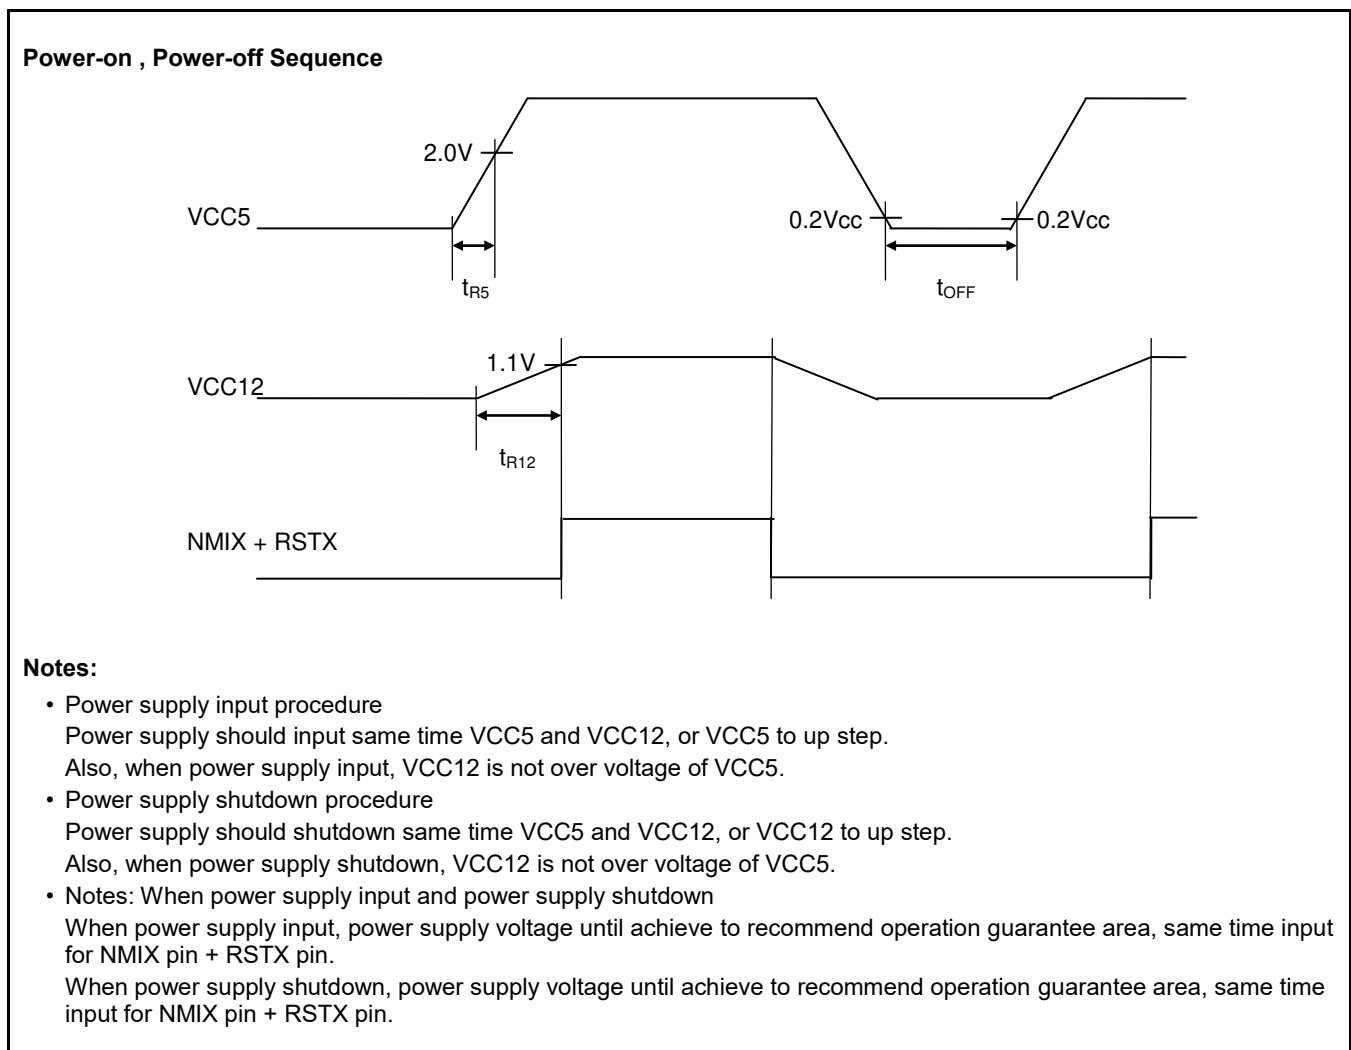 Power-on , Power-off Sequence
2.0V
VCC5
0.2Vcc
0.2Vcc
tR5
tOFF
1.1V
VCC12
tR12
NMIX + RSTX
Notes:
• Power supply input procedure
Power supply should input same time VCC5 and VCC12, or VCC5 to up step.
Also, when power supply input, VCC12 is not over voltage of VCC5.
• Power supply shutdown procedure
Power supply should shutdown same time VCC5 and VCC12, or VCC12 to up step.
Also, when power supply shutdown, VCC12 is not over voltage of VCC5.
• Notes: When power supply input and power supply shutdown
When power supply input, power supply voltage until achieve to recommend operation guarantee area, same time input
for NMIX pin + RSTX pin.
When power supply shutdown, power supply voltage until achieve to recommend operation guarantee area, same time
input for NMIX pin + RSTX pin.